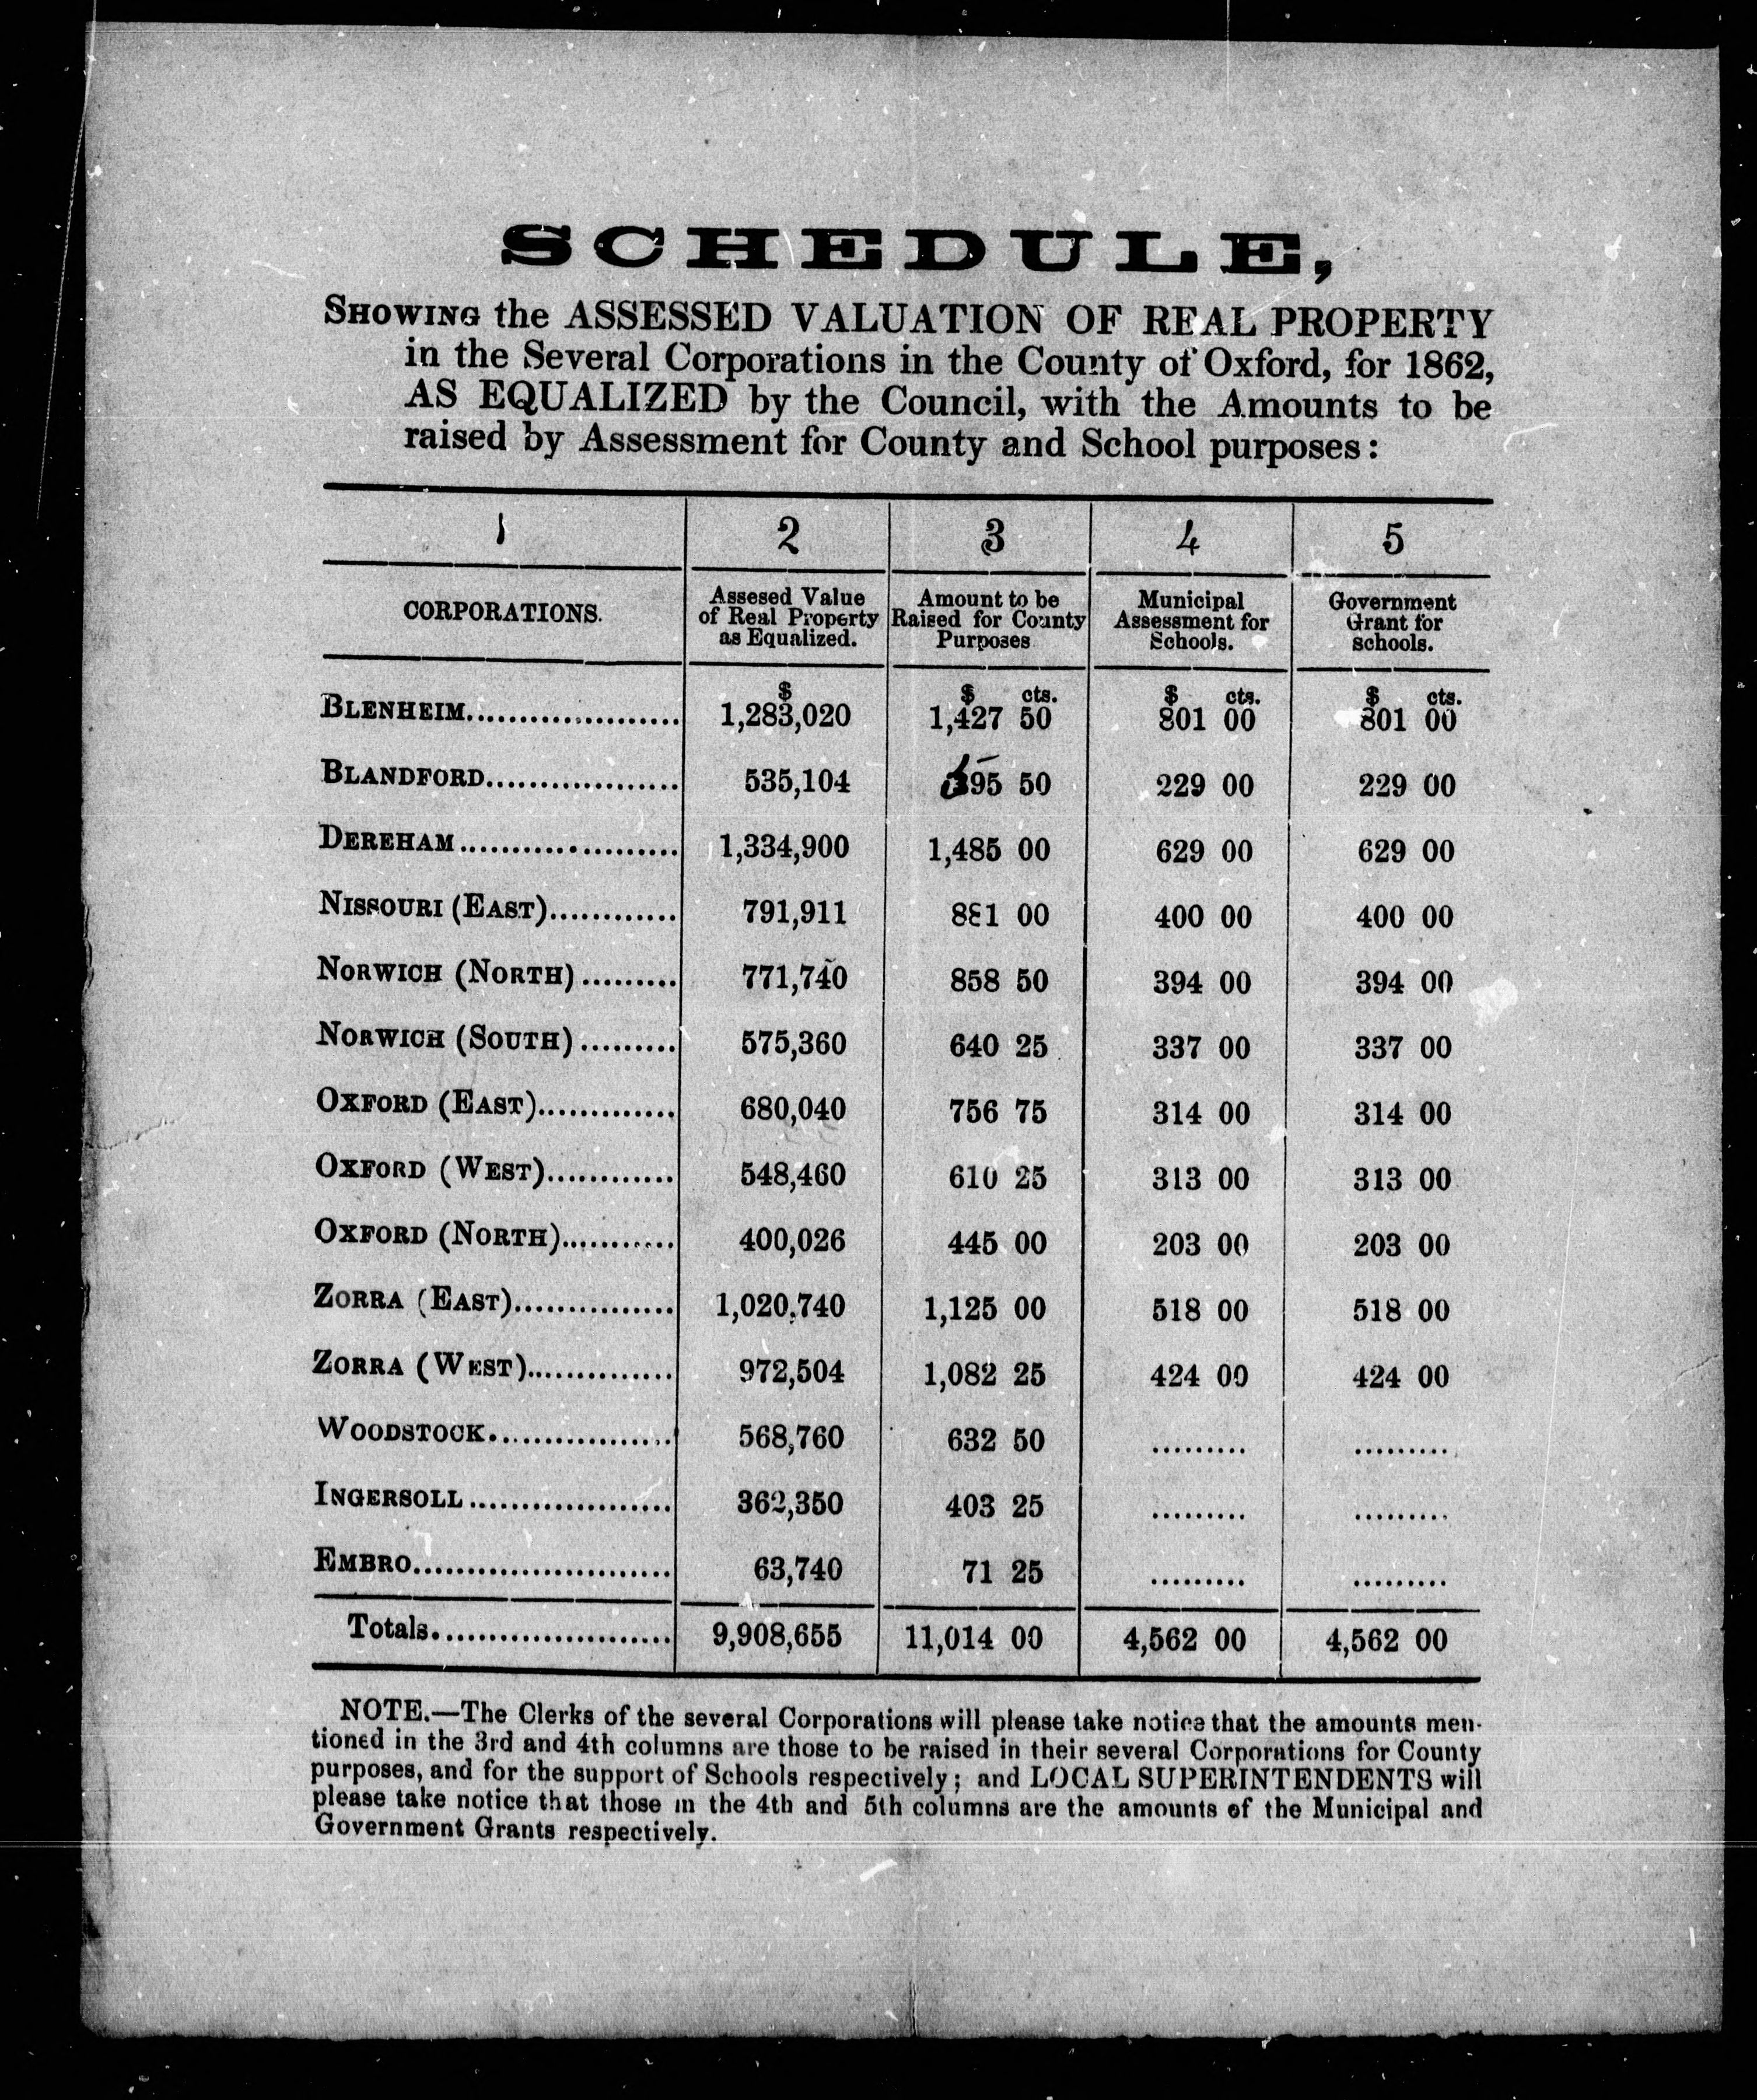 SCHEDULE,
SHOWING the ASSESSED VALUATION OF REAL PROPERTY
in the Several Corporations in the County of Oxford, for 1862,
AS EQUALIZED by the Council, with the Amounts to be
raised by Assessment for County and School purposes:
1 2 3 4 5
CORPORATIONS. Assesed Value of Real Property as Equalized. Amount to be Raised for County Purposes Municipal Assessment for Schools. Government Grant for schools.
$ $ cts. $ cts. $ cts.
BLENHEIM.................... 1,283,020 1,427 50 801 00 801 00
BLANDFORD.................. 535,104 595 50 229 00 229 00
DEREHAM.................... 1,334,900 1,485 00 629 00 629 00
NISSOURI (EAST)............ 791,911 881 00 400 00 400 00
NORWICH (NORTH)......... 771,740 858 50 394 00 394 00
NORWICH (SOUTH)......... 575,360 640 25 337 00 337 00
OXFORD (EAST)............. 680,040 756 75 314 00 314 00
OXFORD (WEST)............ 548,460 610 25 313 00 313 00
OXFORD (NORTH)........... 400,026 445 00 203 00 203 00
ZORRA (EAST)............... 1,020,740 1,125 00 518 00 518 00
ZORRA (WEST).............. 972,504 1,082 25 424 00 424 00
WOODSTOCK................. 568,760 632 50 ......... .........
INGERSOLL................... 362,350 403 25 ......... .........
EMBRO........................ 63,740 71 25 ......... .........
Totals...................... 9,908,655 11,014 00 4,562 00 4,562 00
NOTE.—The Clerks of the several Corporations will please take notice that the amounts men-
tioned in the 3rd and 4th columns are those to be raised in their several Corporations for County
purposes, and for the support of Schools respectively; and LOCAL SUPERINTENDENTS will
please take notice that those in the 4th and 5th columns are the amounts of the Municipal and
Government Grants respectively.